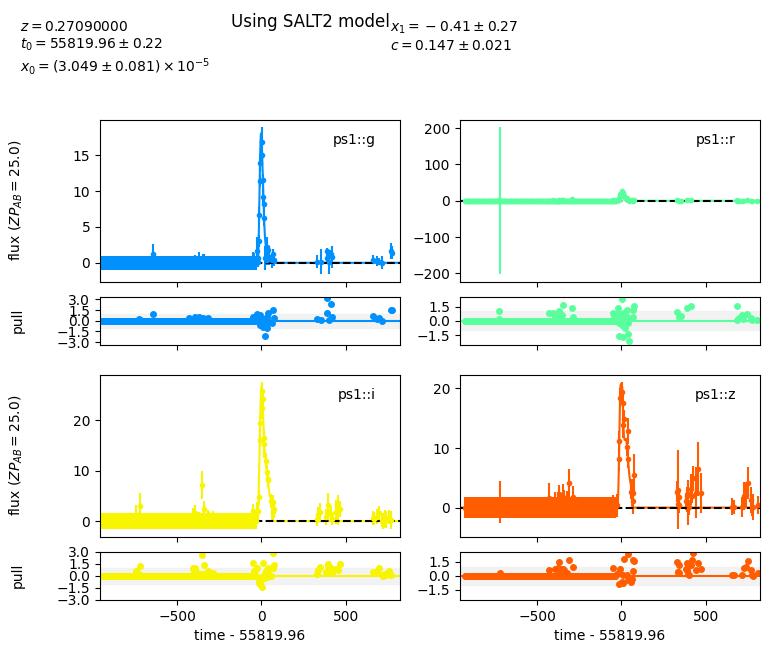 Using SALT2 model
z = 0.27090000
t₀ = 55819.96 ± 0.22
x₀ = (3.049 ± 0.081) × 10⁻⁵
x₁ = − 0.41 ± 0.27
c = 0.147 ± 0.021
flux (ZP_AB = 25.0)
15
10
5
0
ps1::g
200
100
0
−100
−200
ps1::r
pull
3.0
1.5
0.0
−1.5
−3.0
1.5
0.0
−1.5
flux (ZP_AB = 25.0)
20
10
0
ps1::i
20
10
0
ps1::z
pull
3.0
1.5
0.0
−1.5
−3.0
1.5
0.0
−1.5
−500 0 500
time - 55819.96
−500 0 500
time - 55819.96